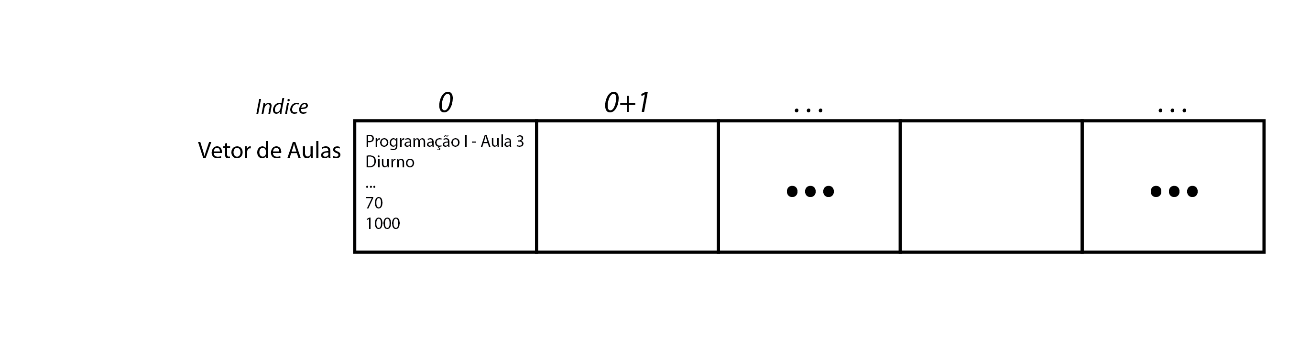 Indice 0 0+1 ... ...
Vetor de Aulas
Programação I - Aula 3
Diurno
...
70
1000
••• •••